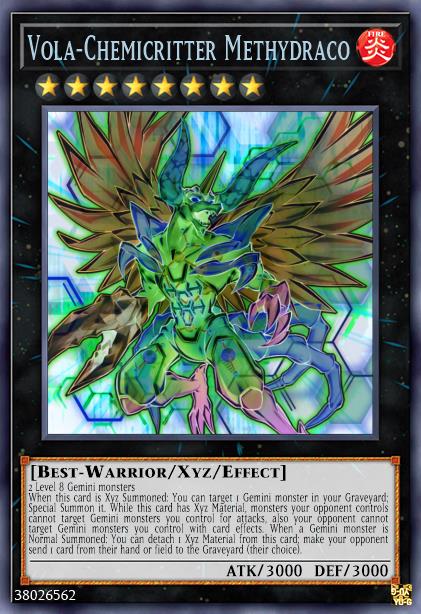 VOLA-CHEMICRITTER METHYDRACO
FIRE
炎
[BEST-WARRIOR/XYZ/EFFECT]
2 Level 8 Gemini monsters
When this card is Xyz Summoned: You can target 1 Gemini monster in your Graveyard;
Special Summon it. While this card has Xyz Material, monsters your opponent controls
cannot target Gemini monsters you control for attacks, also your opponent cannot
target Gemini monsters you control with card effects. When a Gemini monster is
Normal Summoned: You can detach 1 Xyz Material from this card; make your opponent
send 1 card from their hand or field to the Graveyard (their choice).
ATK/3000 DEF/3000
38026562